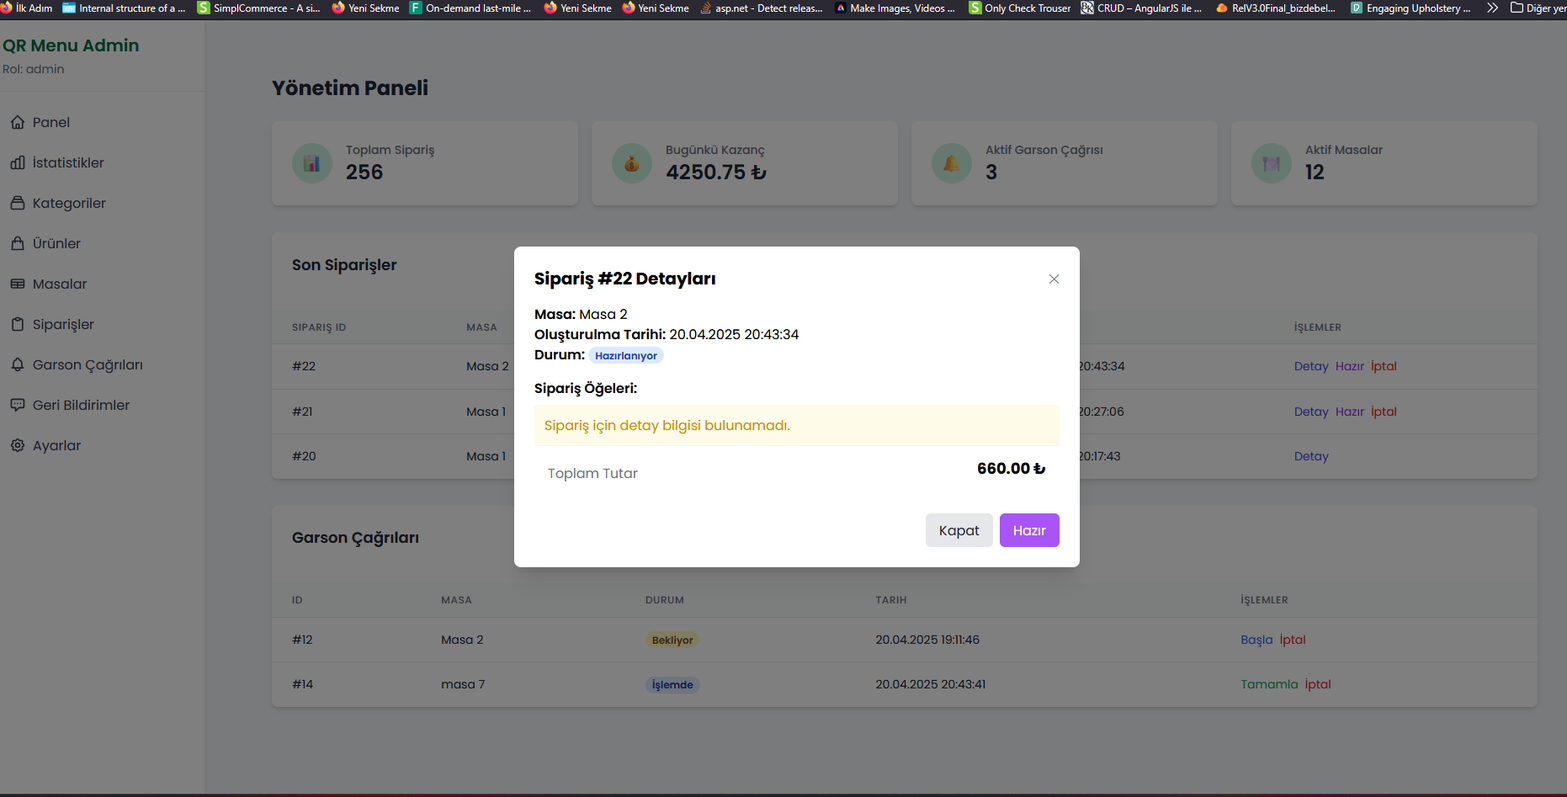 İlk Adım Internal structure of a ... SimplCommerce - A si... Yeni Sekme On-demand last-mile ... Yeni Sekme Yeni Sekme asp.net - Detect releas... Make Images, Videos ... Only Check Trouser CRUD – AngularJS ile ... RelV3.0Final_bizdebel... Engaging Upholstery ... Diğer yer
QR Menu Admin
Rol: admin
Panel
İstatistikler
Kategoriler
Ürünler
Masalar
Siparişler
Garson Çağrıları
Geri Bildirimler
Ayarlar
Yönetim Paneli
Toplam Sipariş
256
Bugünkü Kazanç
4250.75 ₺
Aktif Garson Çağrısı
3
Aktif Masalar
12
Son Siparişler
SIPARIŞ ID MASA İŞLEMLER
#22 Masa 2 20:43:34 Detay Hazır İptal
#21 Masa 1 20:27:06 Detay Hazır İptal
#20 Masa 1 20:17:43 Detay
Sipariş #22 Detayları
Masa: Masa 2
Oluşturulma Tarihi: 20.04.2025 20:43:34
Durum: Hazırlanıyor
Sipariş Öğeleri:
Sipariş için detay bilgisi bulunamadı.
Toplam Tutar 660.00 ₺
Kapat Hazır
Garson Çağrıları
ID MASA DURUM TARIH İŞLEMLER
#12 Masa 2 Bekliyor 20.04.2025 19:11:46 Başla İptal
#14 masa 7 İşlemde 20.04.2025 20:43:41 Tamamla İptal